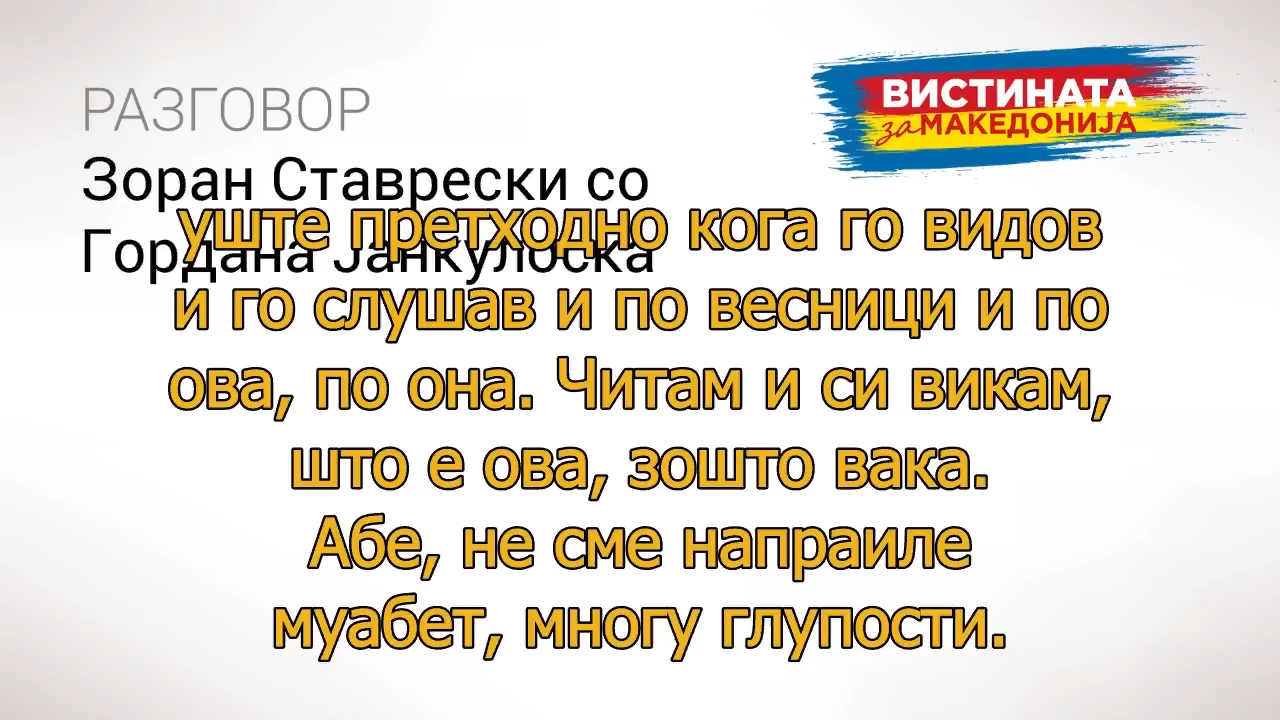 РАЗГОВОР
Зоран Ставрески со
Гордана Јанкулоска
ВИСТИНАТА
за МАКЕДОНИЈА
уште претходно кога го видов
и го слушав и по весници и по
ова, по она. Читам и си викам,
што е ова, зошто вака.
Абе, не сме напраиле
муабет, многу глупости.